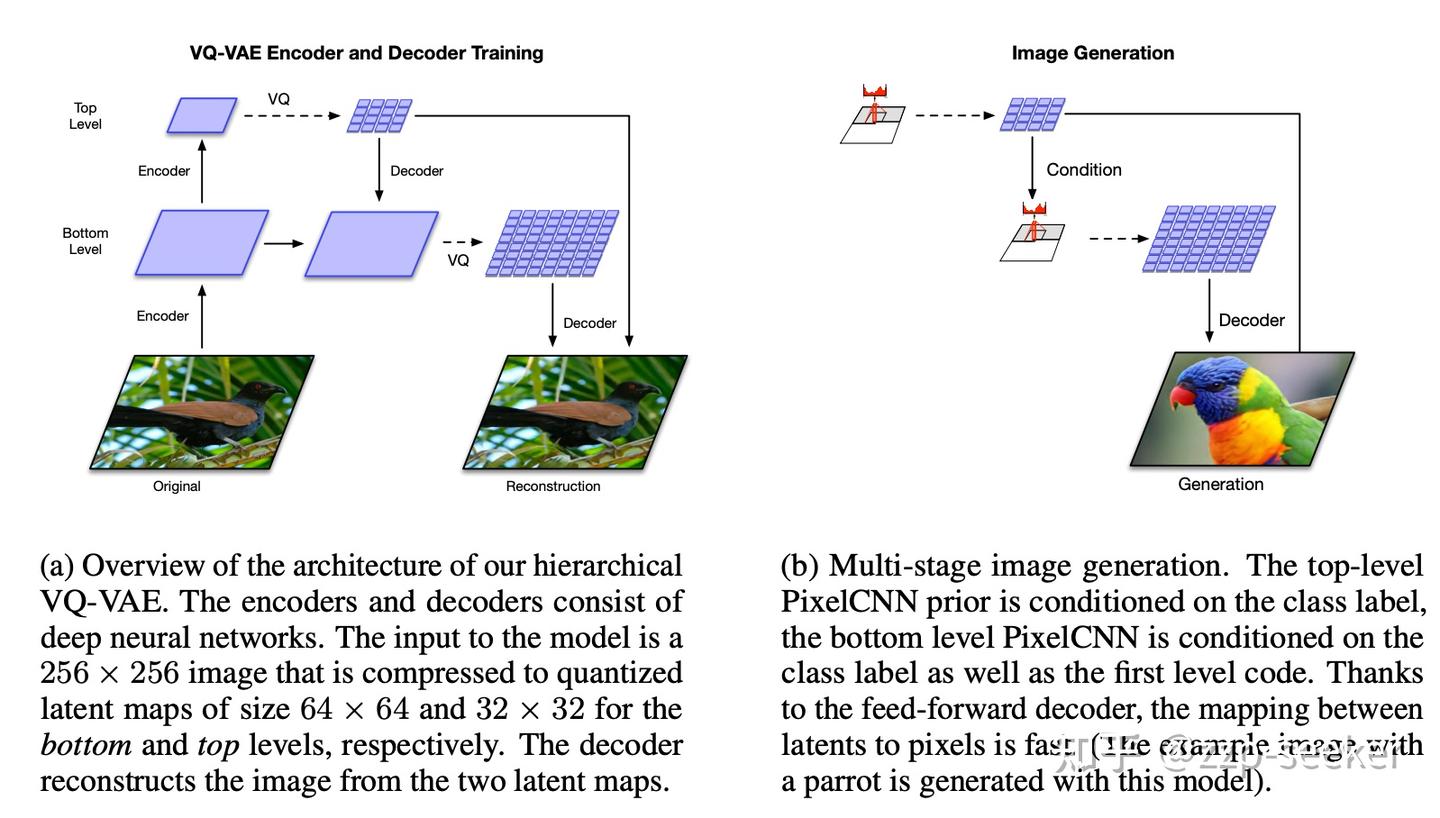 VQ-VAE Encoder and Decoder Training
Top
Level
VQ
Encoder
Decoder
Bottom
Level
VQ
Encoder
Decoder
Original
Reconstruction
Image Generation
Condition
Decoder
Generation
(a) Overview of the architecture of our hierarchical
VQ-VAE. The encoders and decoders consist of
deep neural networks. The input to the model is a
256 × 256 image that is compressed to quantized
latent maps of size 64 × 64 and 32 × 32 for the
bottom and top levels, respectively. The decoder
reconstructs the image from the two latent maps.
(b) Multi-stage image generation. The top-level
PixelCNN prior is conditioned on the class label,
the bottom level PixelCNN is conditioned on the
class label as well as the first level code. Thanks
to the feed-forward decoder, the mapping between
latents to pixels is fast. (The example image with
a parrot is generated with this model).
知乎 @zzp-seeker